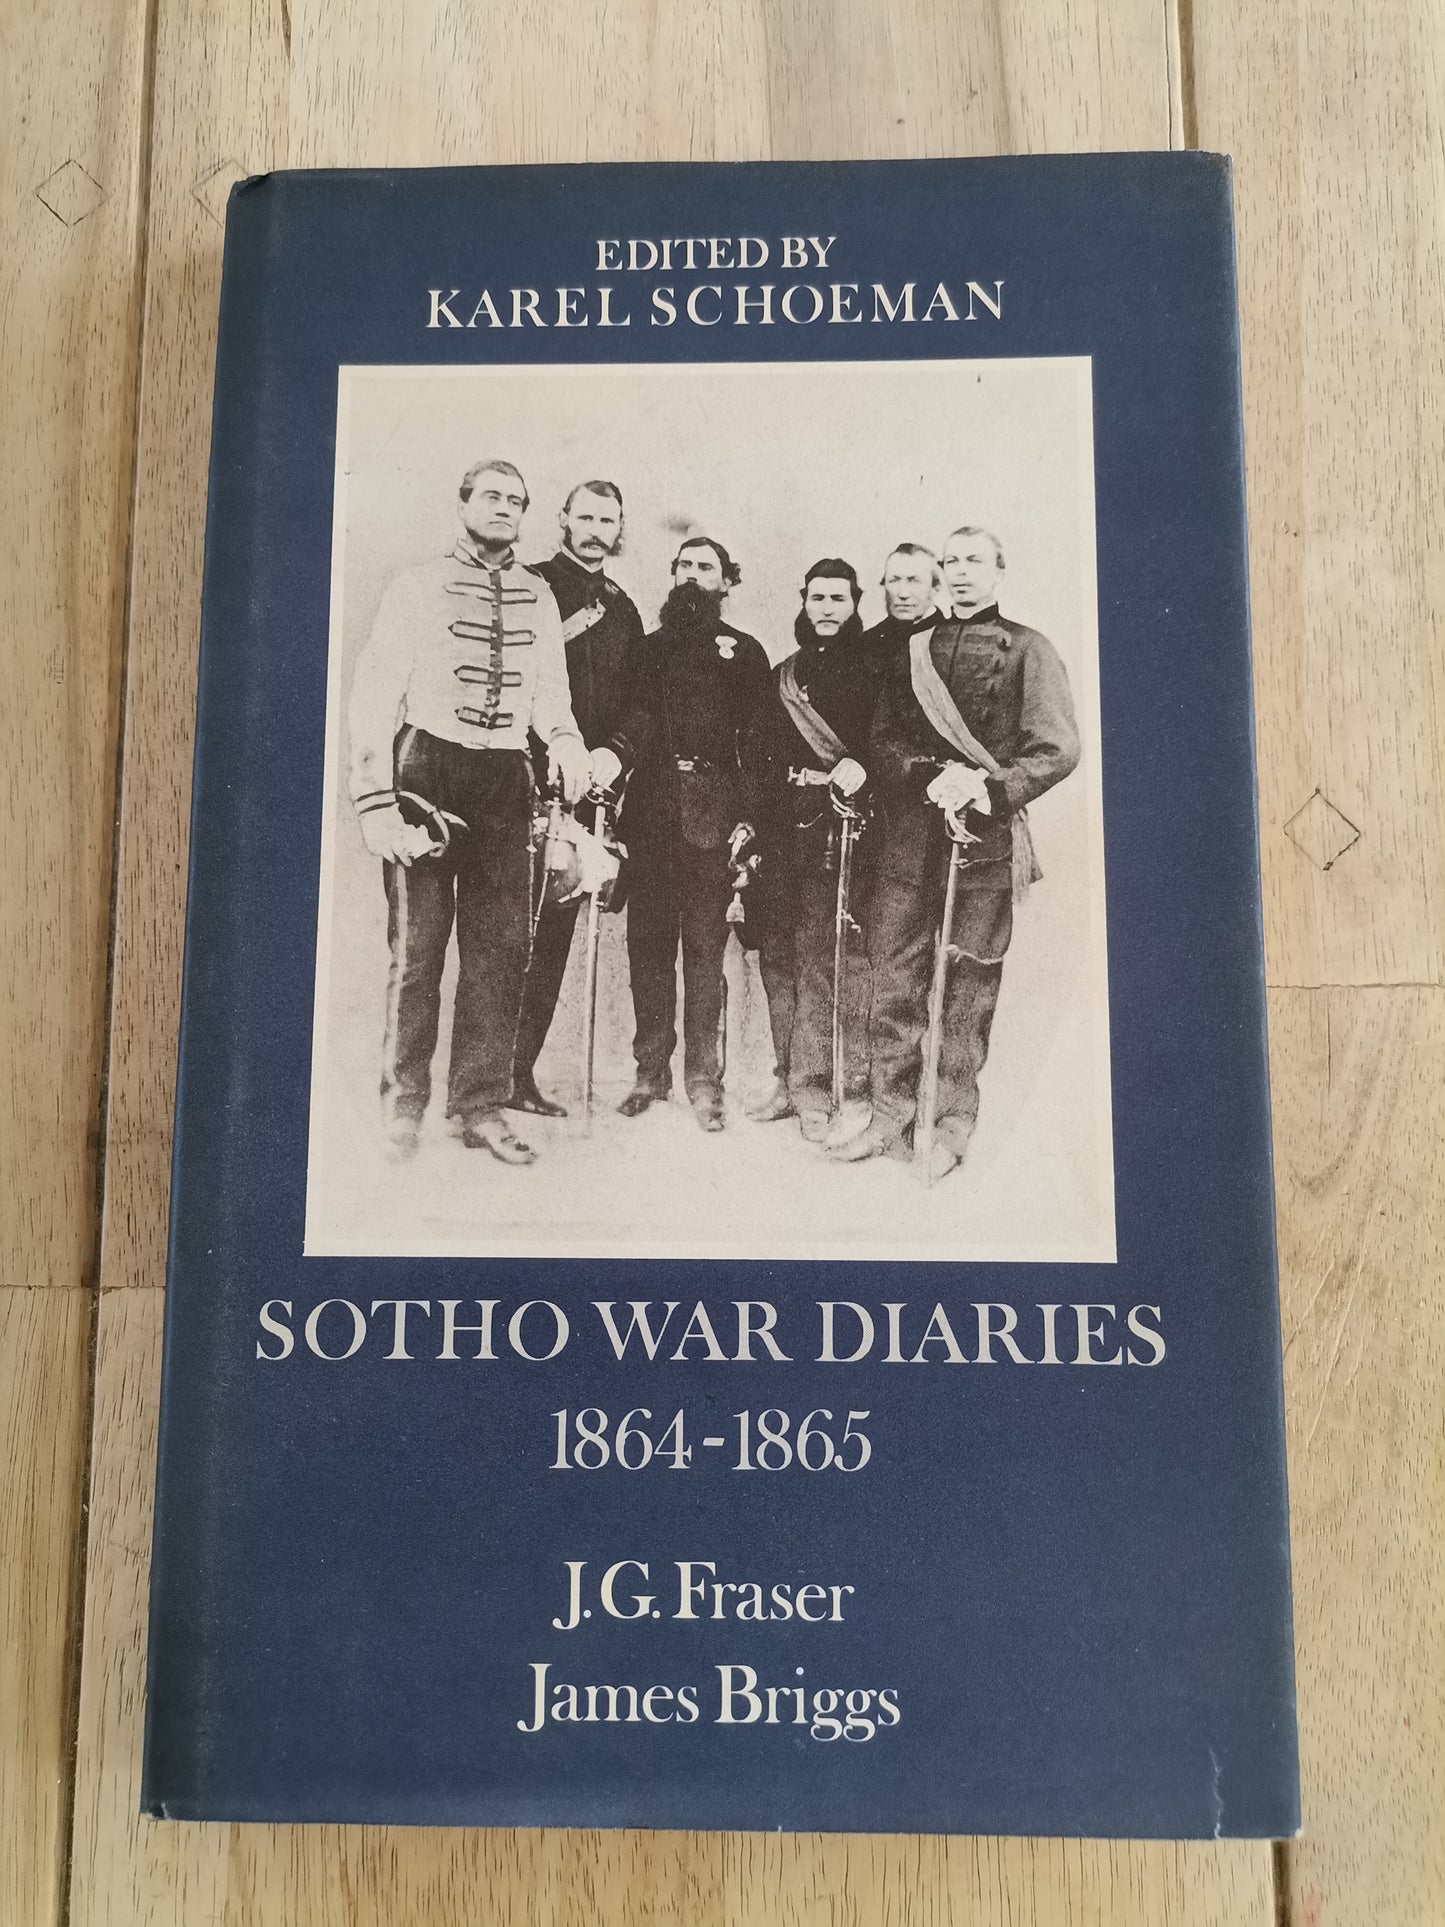 EDITED BY
KAREL SCHOEMAN
SOTHO WAR DIARIES
1864-1865
J.G. Fraser
James Briggs